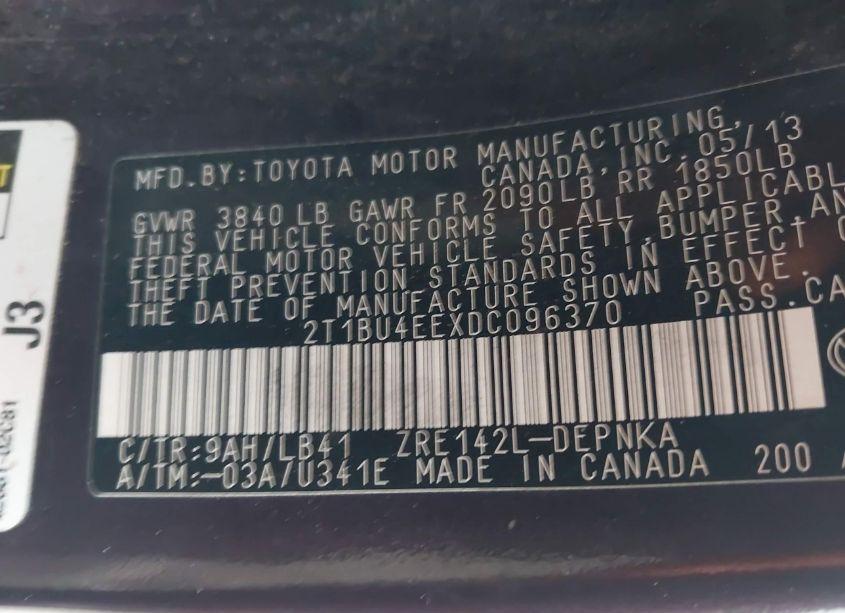 MFD.BY:TOYOTA MOTOR MANUFACTURING,
CANADA, INC. 05/13
GVWR 3840 LB GAWR FR 2090LB RR 1850LB
THIS VEHICLE CONFORMS TO ALL APPLICABL
FEDERAL MOTOR VEHICLE SAFETY,BUMPER,AN
THEFT PREVENTION STANDARDS IN EFFECT O
THE DATE OF MANUFACTURE SHOWN ABOVE.
2T1BU4EEXDC096370 PASS.CA
C/TR:9AH/LB41 ZRE142L-DEPNKA
A/TM:-03A/U341E MADE IN CANADA 200 A
T
J3